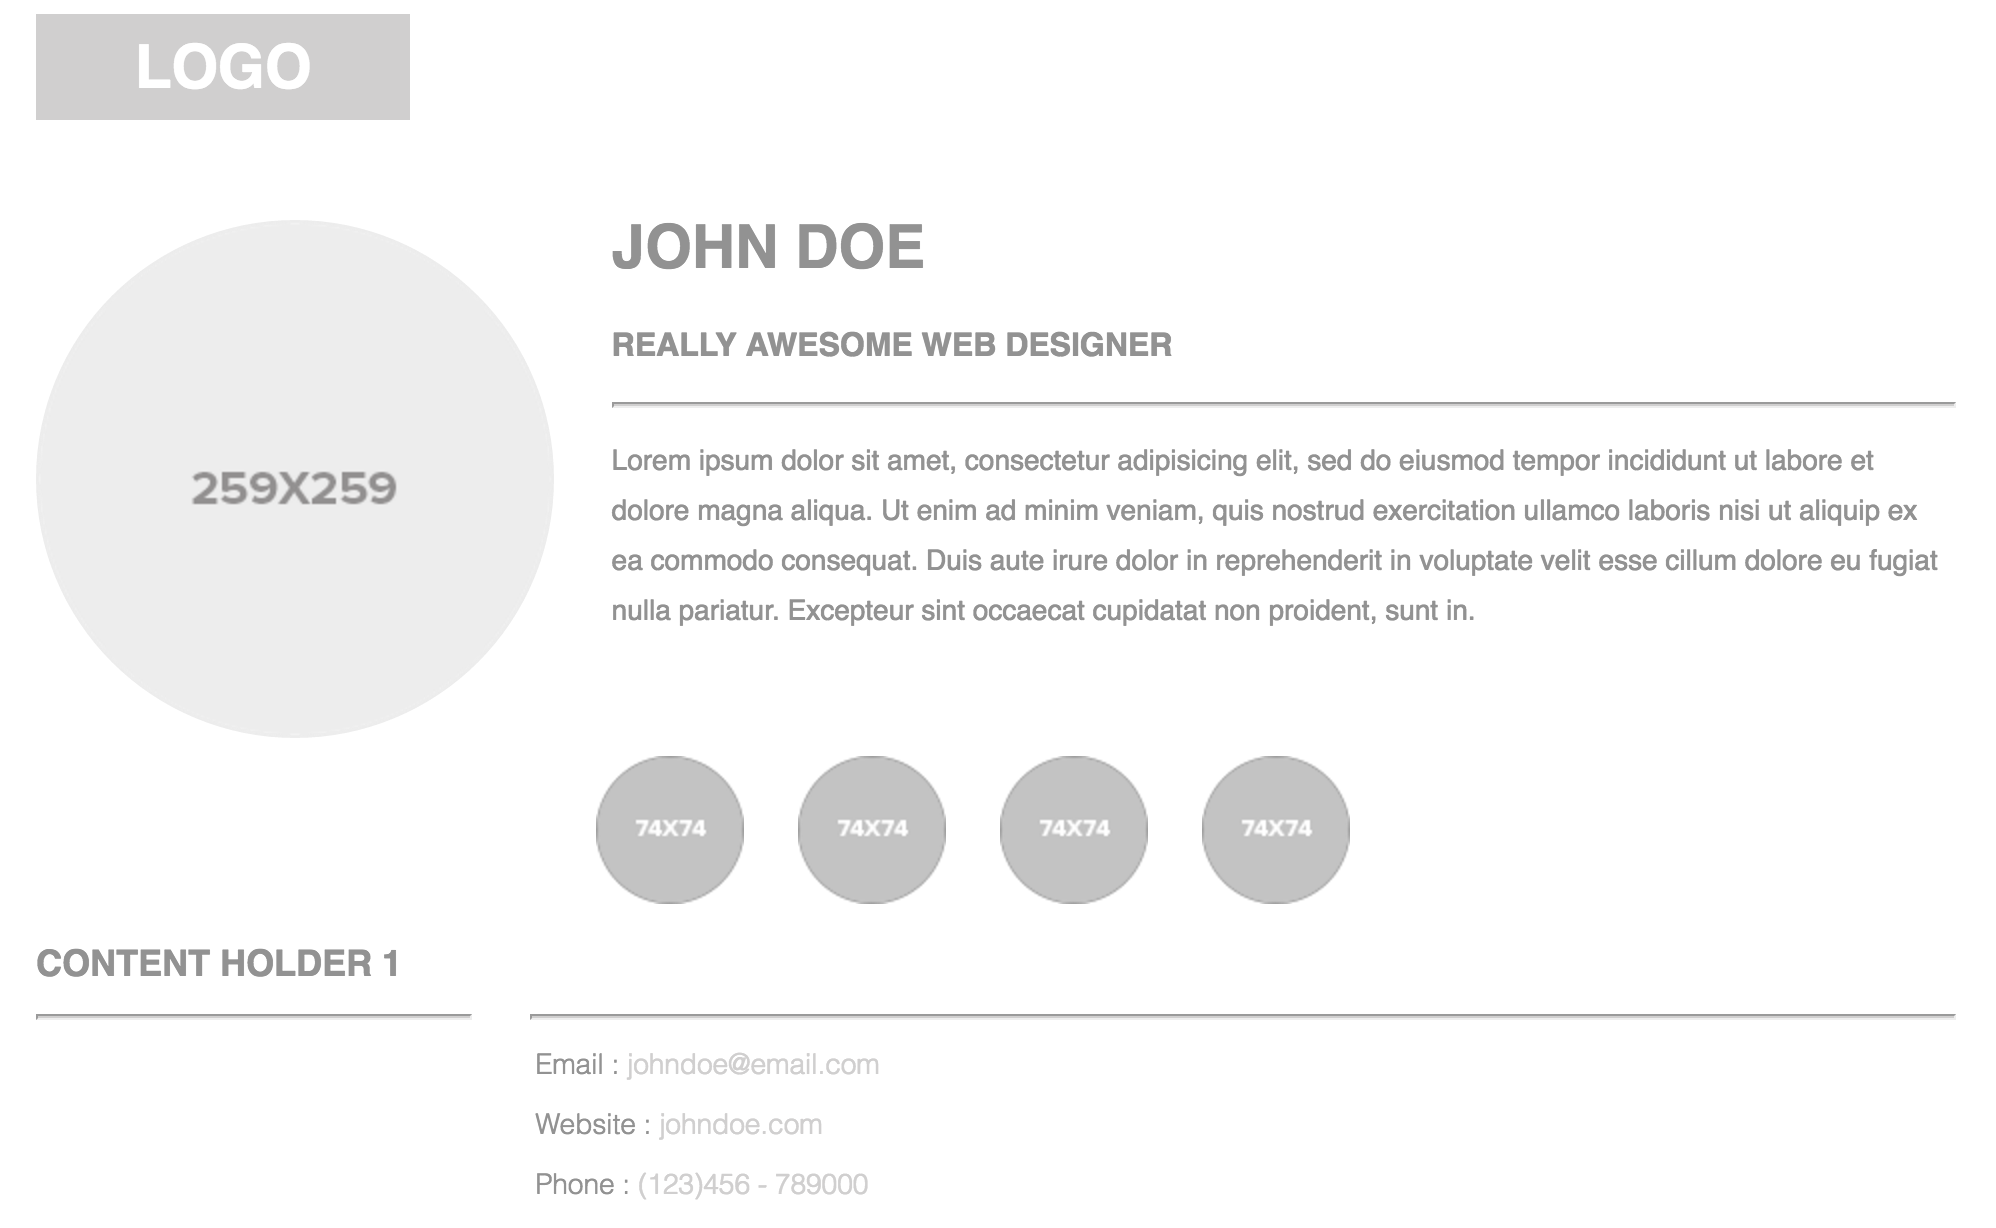 LOGO
JOHN DOE
REALLY AWESOME WEB DESIGNER
259X259
Lorem ipsum dolor sit amet, consectetur adipisicing elit, sed do eiusmod tempor incididunt ut labore et
dolore magna aliqua. Ut enim ad minim veniam, quis nostrud exercitation ullamco laboris nisi ut aliquip ex
ea commodo consequat. Duis aute irure dolor in reprehenderit in voluptate velit esse cillum dolore eu fugiat
nulla pariatur. Excepteur sint occaecat cupidatat non proident, sunt in.
74X74 74X74 74X74 74X74
CONTENT HOLDER 1
Email : johndoe@email.com
Website : johndoe.com
Phone : (123)456 - 789000